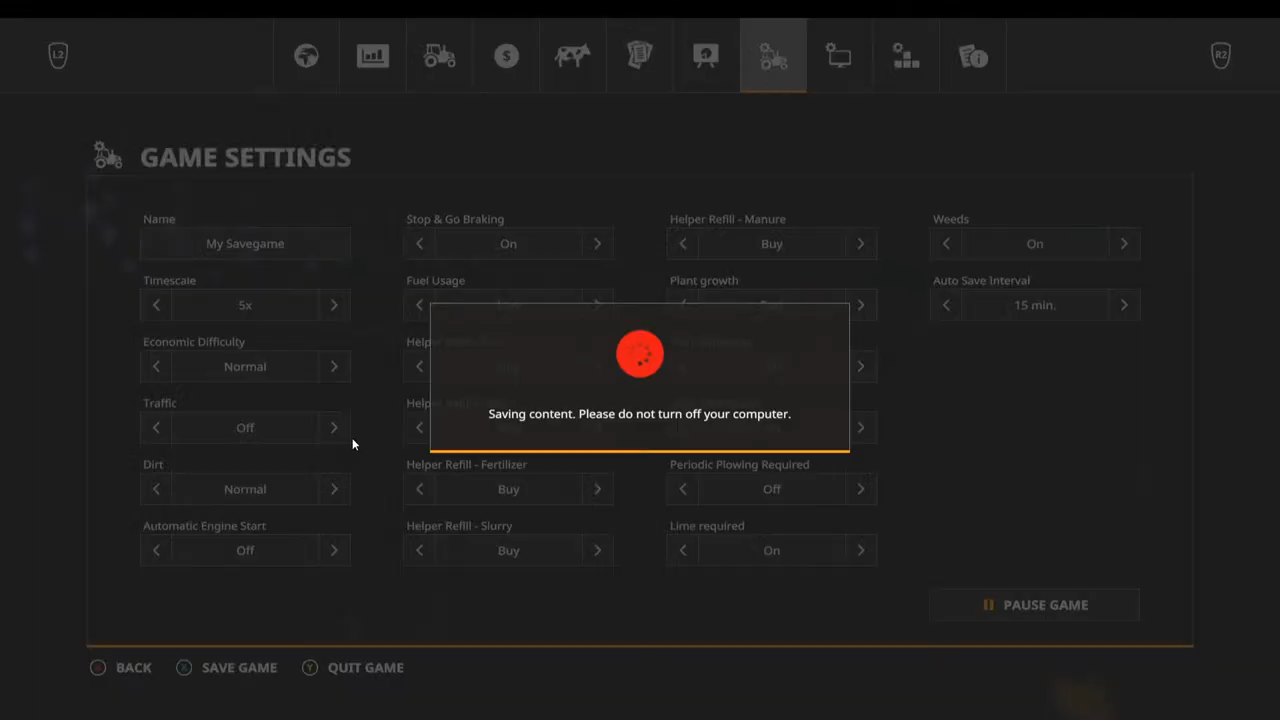 L2
R2
GAME SETTINGS
Name
My Savegame
Timescale
5x
Economic Difficulty
Normal
Traffic
Off
Dirt
Normal
Automatic Engine Start
Off
Stop & Go Braking
On
Fuel Usage
Helper
Helper
Helper Refill - Fertilizer
Buy
Helper Refill - Slurry
Buy
Helper Refill - Manure
Buy
Plant growth
Periodic Plowing Required
Off
Lime required
On
Weeds
On
Auto Save Interval
15 min.
Saving content. Please do not turn off your computer.
PAUSE GAME
BACK
X SAVE GAME
Y QUIT GAME